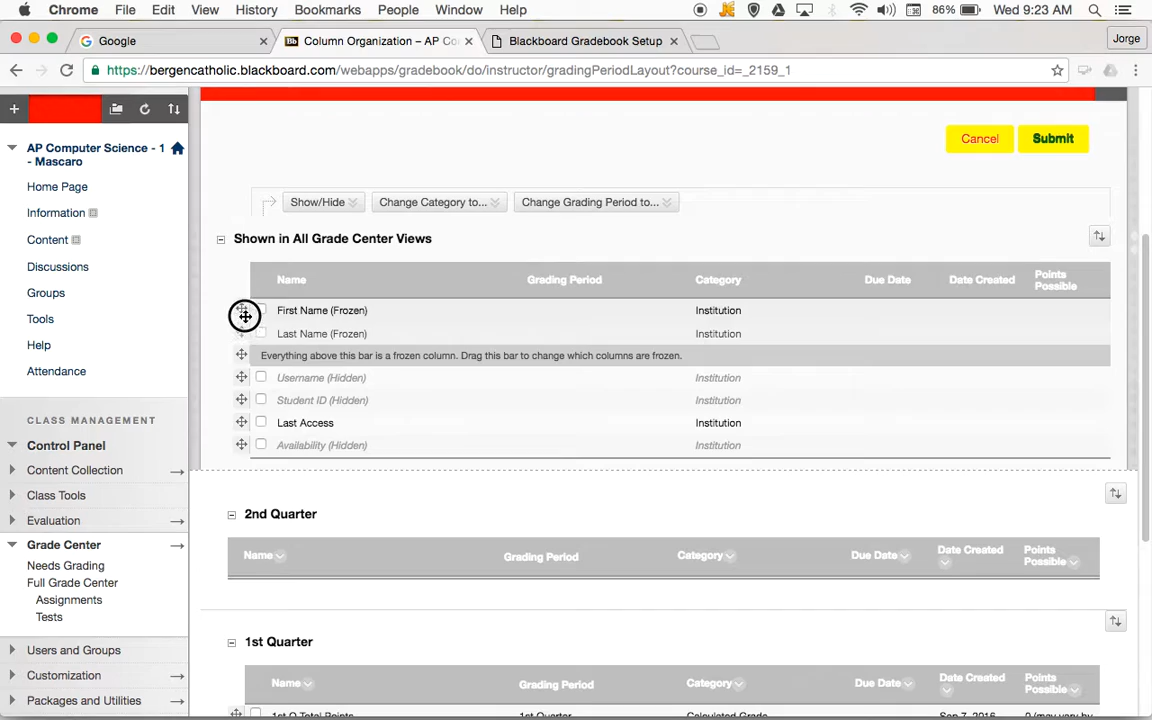 Chrome File Edit View History Bookmarks People Window Help 86% Wed 9:23 AM
Google Column Organization – AP Co Blackboard Gradebook Setup Jorge
https://bergencatholic.blackboard.com/webapps/gradebook/do/instructor/gradingPeriodLayout?course_id=_2159_1
Cancel Submit
AP Computer Science - 1
- Mascaro
Home Page
Information
Content
Discussions
Groups
Tools
Help
Attendance
CLASS MANAGEMENT
Control Panel
Content Collection
Class Tools
Evaluation
Grade Center
Needs Grading
Full Grade Center
Assignments
Tests
Users and Groups
Customization
Packages and Utilities
Show/Hide Change Category to... Change Grading Period to...
Shown in All Grade Center Views
Name Grading Period Category Due Date Date Created Points Possible
First Name (Frozen) Institution
Last Name (Frozen) Institution
Everything above this bar is a frozen column. Drag this bar to change which columns are frozen.
Username (Hidden) Institution
Student ID (Hidden) Institution
Last Access Institution
Availability (Hidden) Institution
2nd Quarter
Name Grading Period Category Due Date Date Created Points Possible
1st Quarter
Name Grading Period Category Due Date Date Created Points Possible
1st Q Total Points 1st Quarter Calculated Grade Sep 7, 2016 0 (may vary by